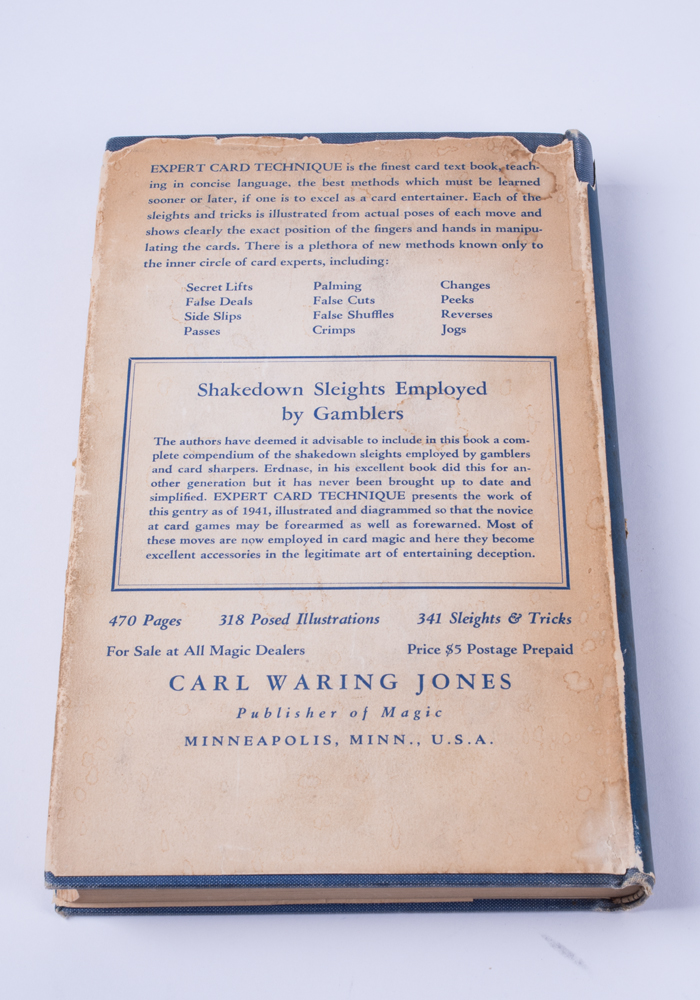 EXPERT CARD TECHNIQUE is the finest card text book, teach-
ing in concise language, the best methods which must be learned
sooner or later, if one is to excel as a card entertainer. Each of the
sleights and tricks is illustrated from actual poses of each move and
shows clearly the exact position of the fingers and hands in manipu-
lating the cards. There is a plethora of new methods known only to
the inner circle of card experts, including:
Secret Lifts Palming Changes
False Deals False Cuts Peeks
Side Slips False Shuffles Reverses
Passes Crimps Jogs
Shakedown Sleights Employed
by Gamblers
The authors have deemed it advisable to include in this book a com-
plete compendium of the shakedown sleights employed by gamblers
and card sharpers. Erdnase, in his excellent book did this for an-
other generation but it has never been brought up to date and
simplified. EXPERT CARD TECHNIQUE presents the work of
this gentry as of 1941, illustrated and diagrammed so that the novice
at card games may be forearmed as well as forewarned. Most of
these moves are now employed in card magic and here they become
excellent accessories in the legitimate art of entertaining deception.
470 Pages 318 Posed Illustrations 341 Sleights & Tricks
For Sale at All Magic Dealers Price $5 Postage Prepaid
CARL WARING JONES
Publisher of Magic
MINNEAPOLIS, MINN., U.S.A.